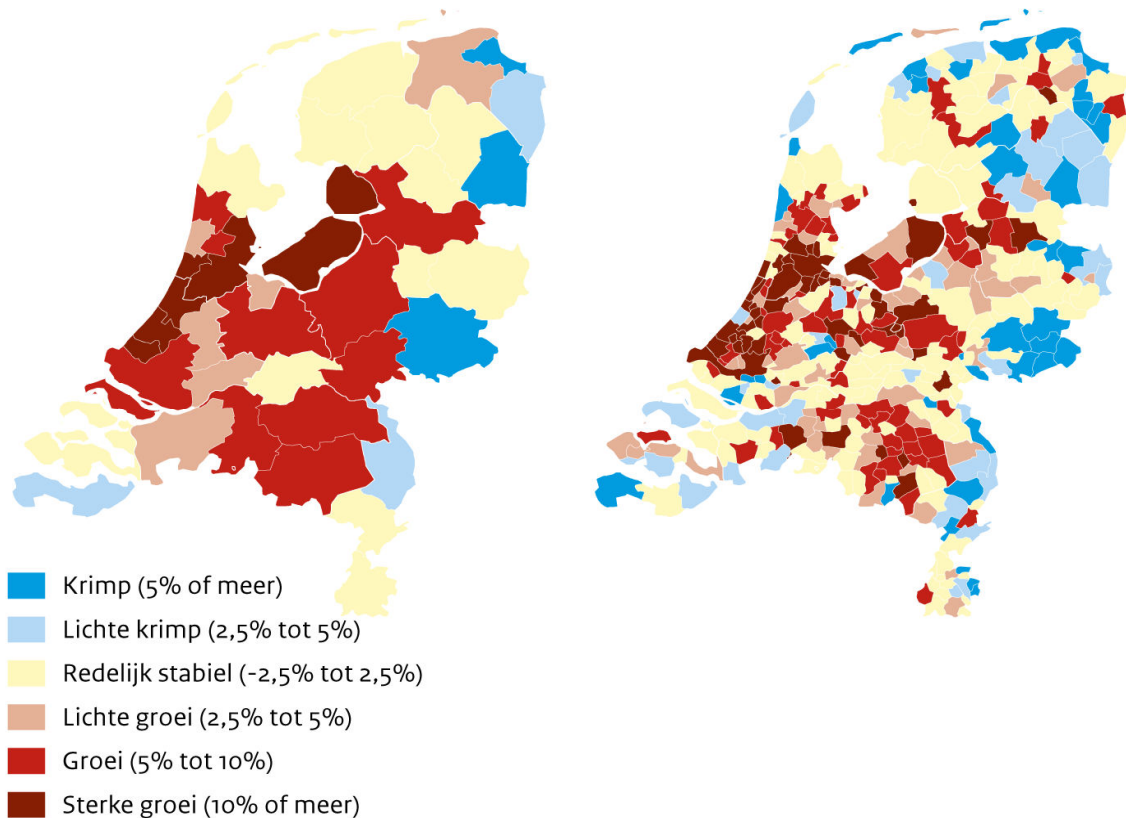 Krimp (5% of meer)
Lichte krimp (2,5% tot 5%)
Redelijk stabiel (-2,5% tot 2,5%)
Lichte groei (2,5% tot 5%)
Groei (5% tot 10%)
Sterke groei (10% of meer)